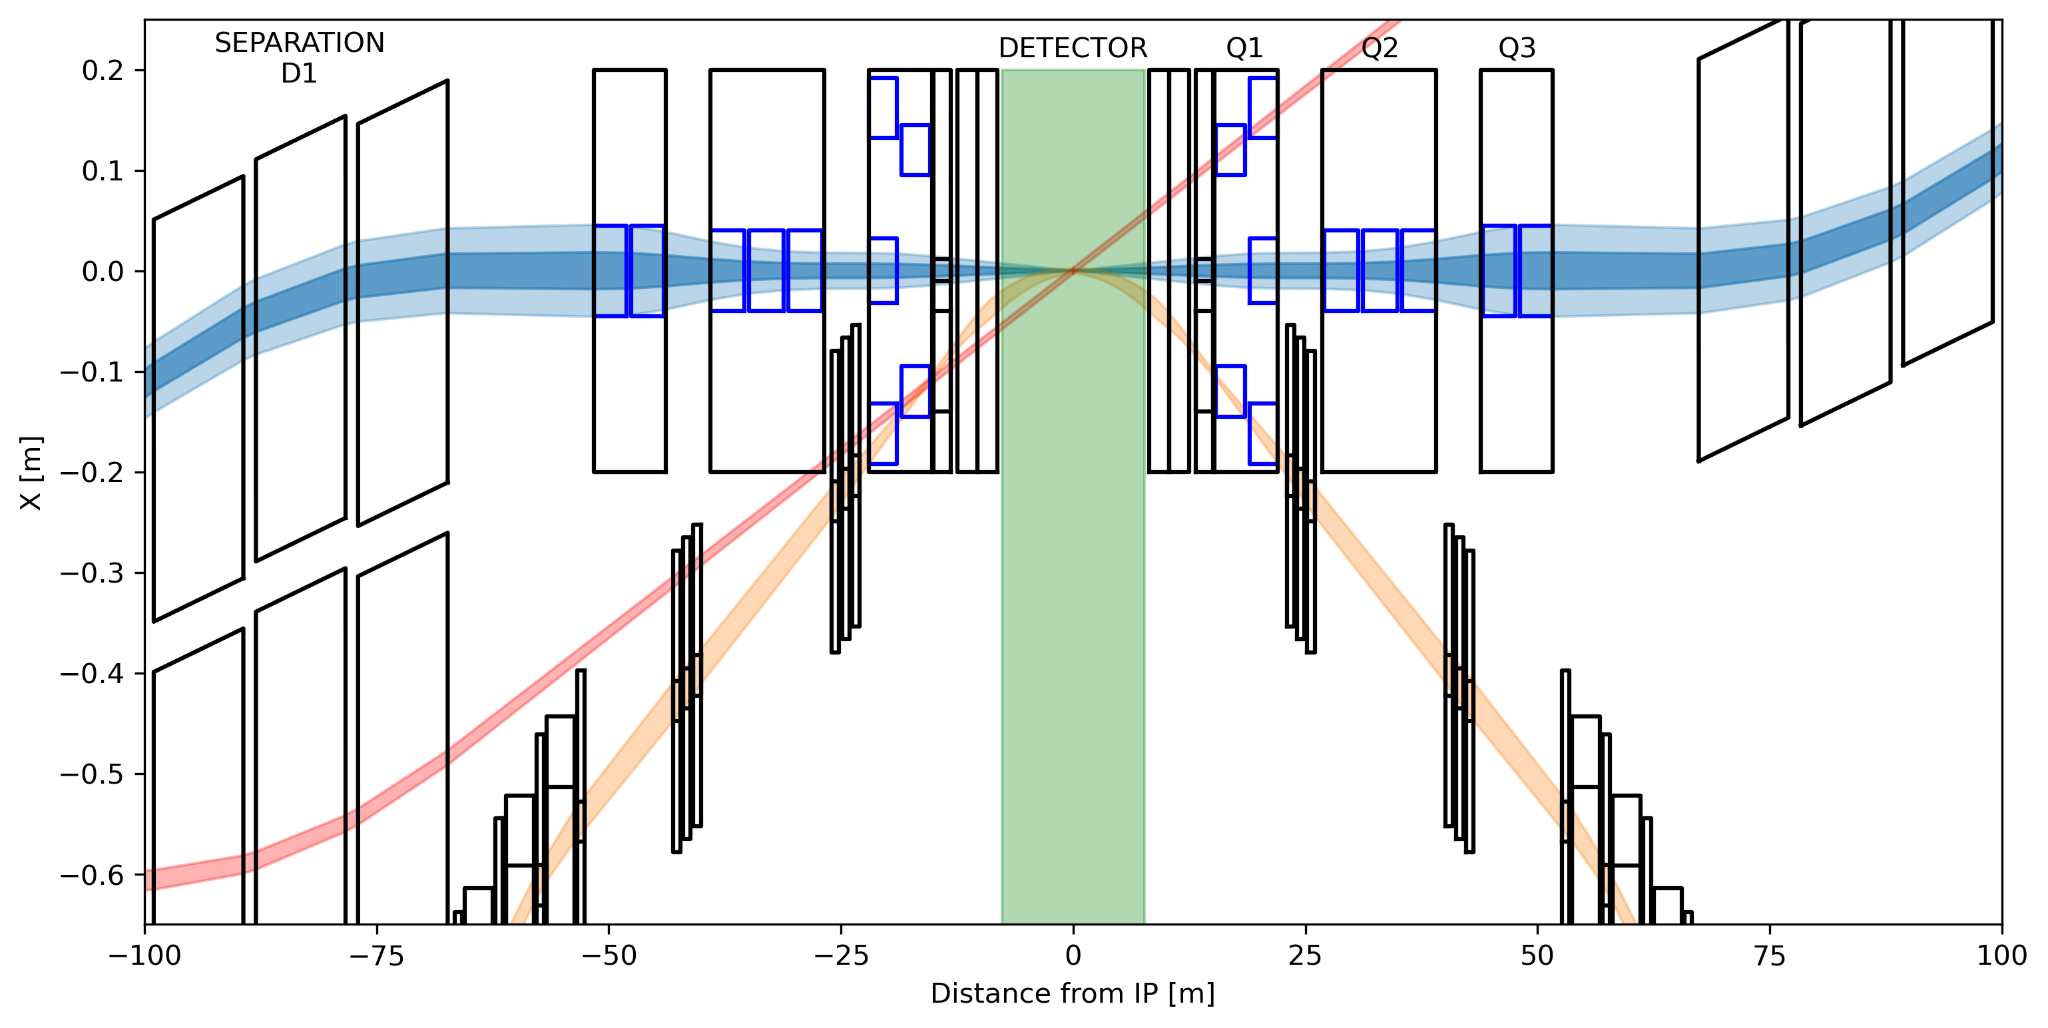 SEPARATION
D1
DETECTOR
Q1
Q2
Q3
0.2
0.1
0.0
−0.1
−0.2
−0.3
−0.4
−0.5
−0.6
X [m]
−100
−75
−50
−25
0
25
50
75
100
Distance from IP [m]